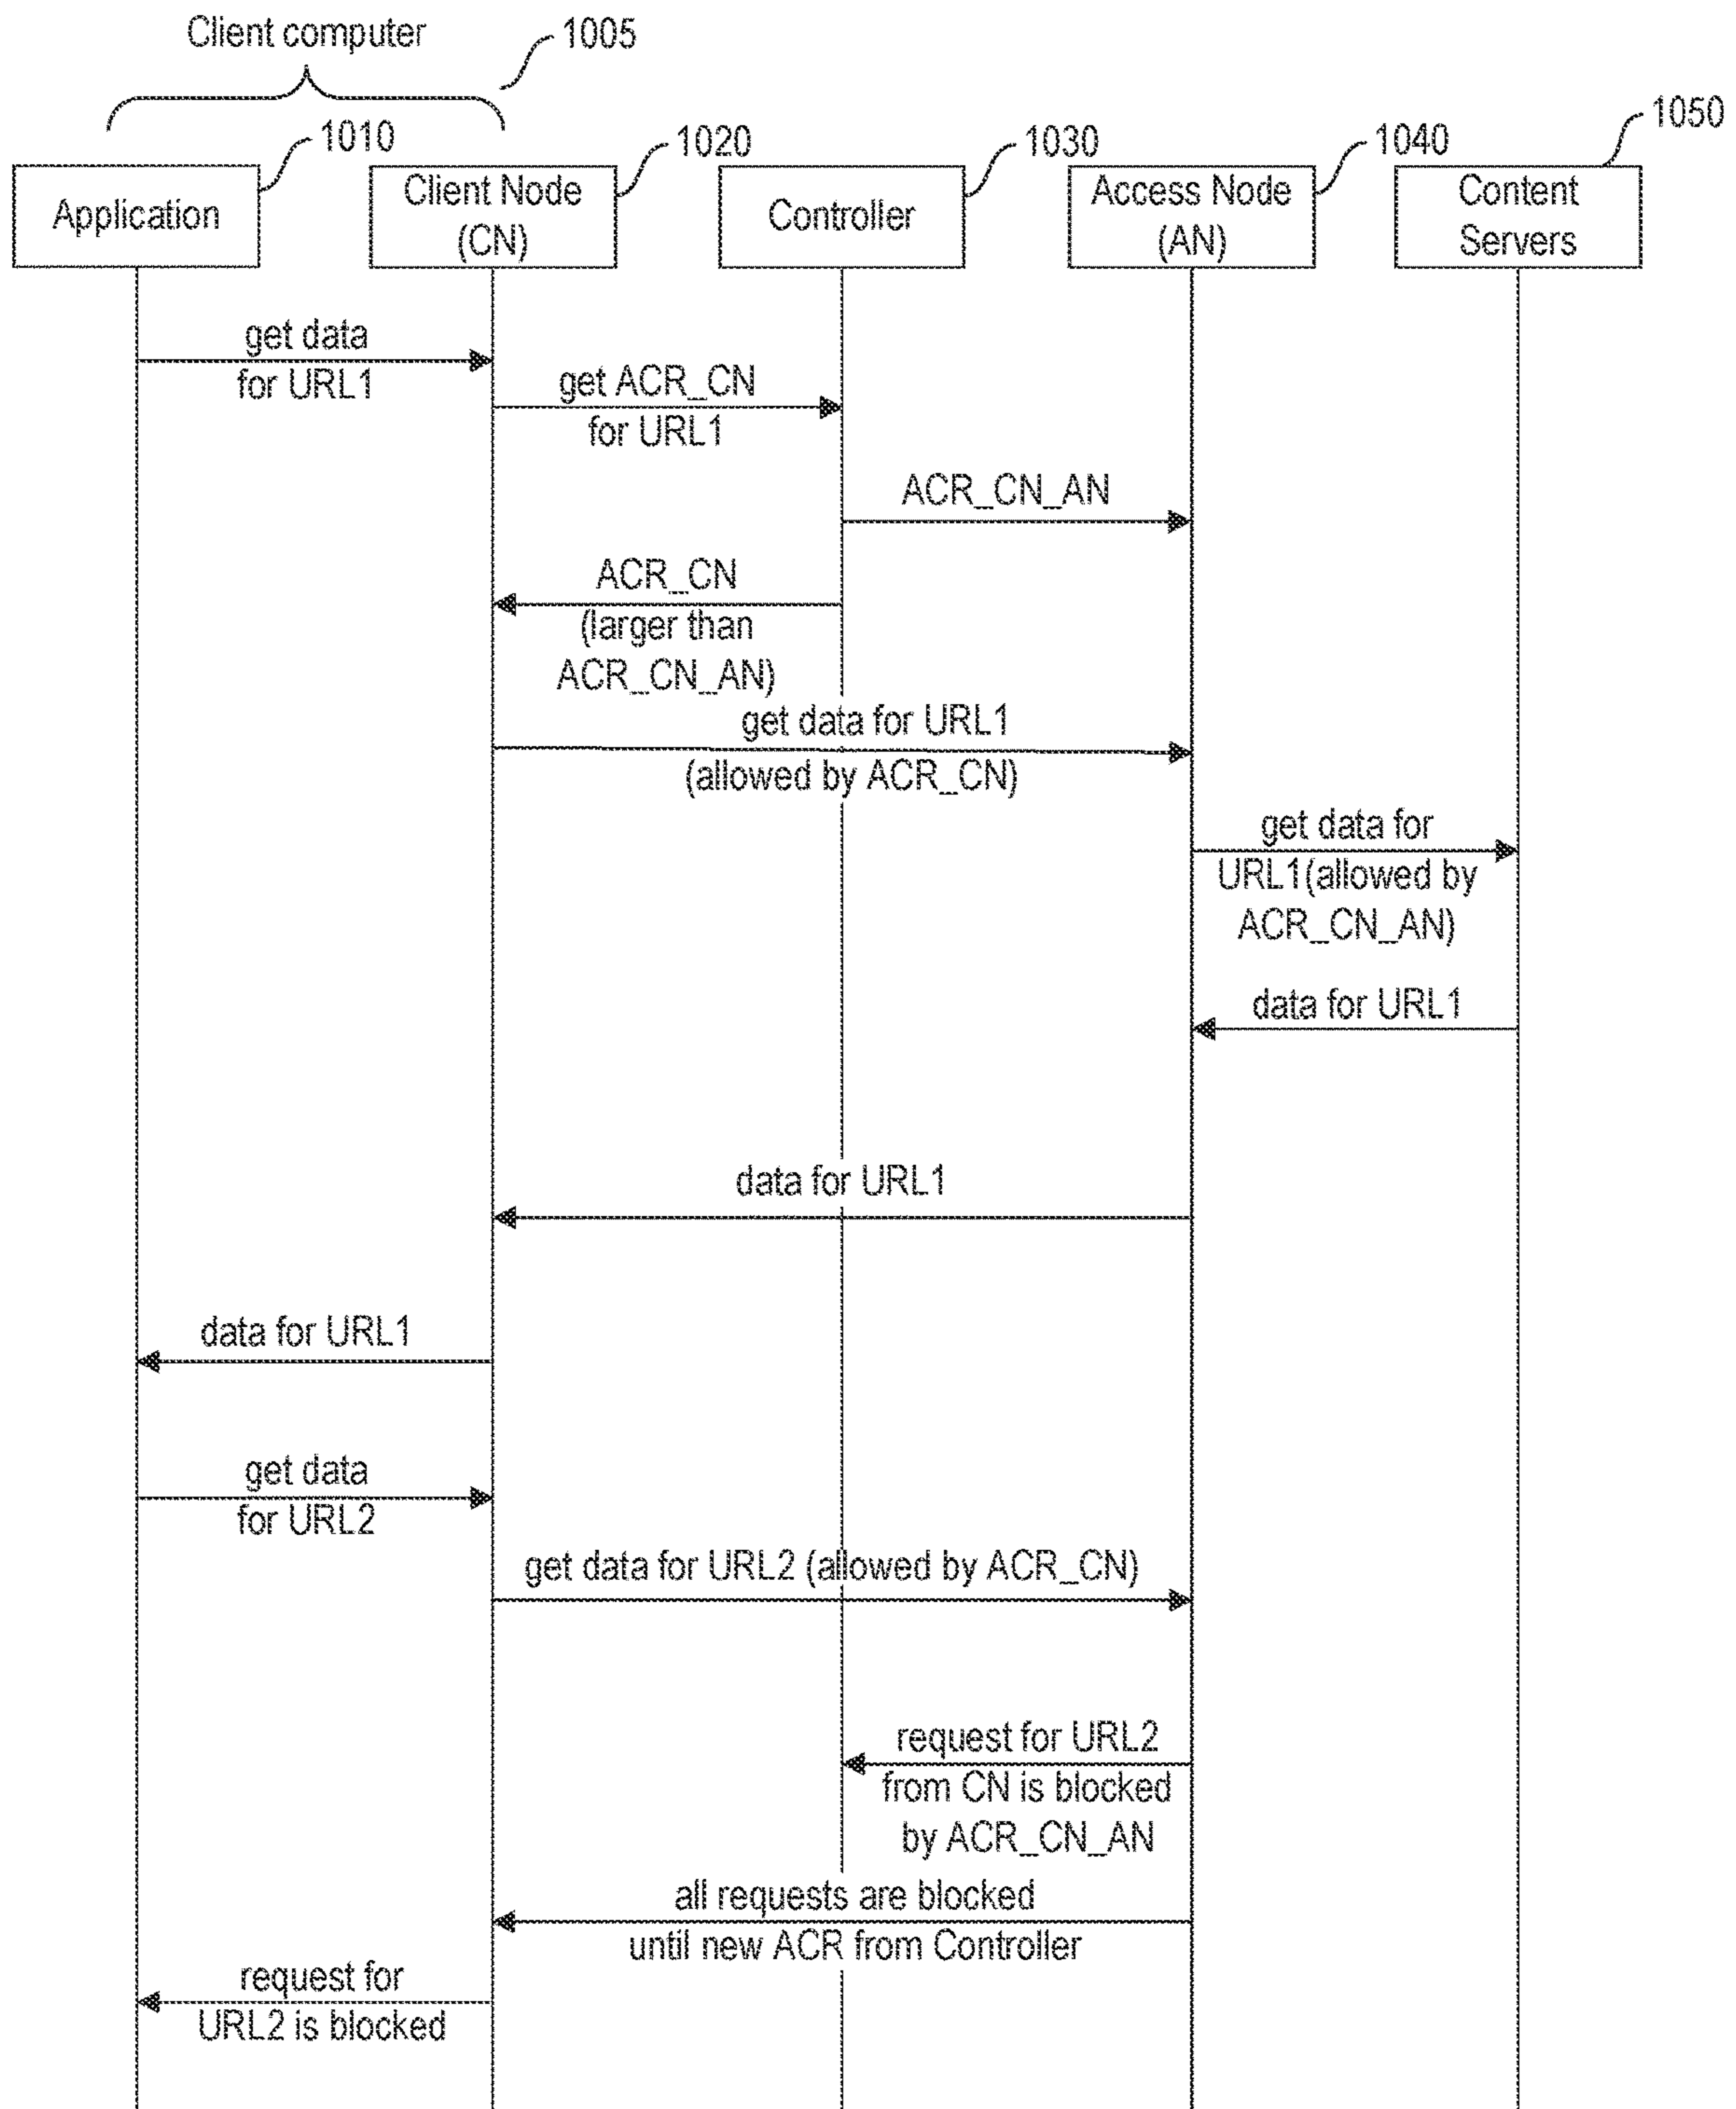 Client computer
1005
1010
1020
1030
1040
1050
Application
Client Node
(CN)
Controller
Access Node
(AN)
Content
Servers
get data
for URL1
get ACR_CN
for URL1
ACR_CN_AN
ACR_CN
(larger than
ACR_CN_AN)
get data for URL1
(allowed by ACR_CN)
get data for
URL1(allowed by
ACR_CN_AN)
data for URL1
data for URL1
data for URL1
get data
for URL2
get data for URL2 (allowed by ACR_CN)
request for URL2
from CN is blocked
by ACR_CN_AN
all requests are blocked
until new ACR from Controller
request for
URL2 is blocked